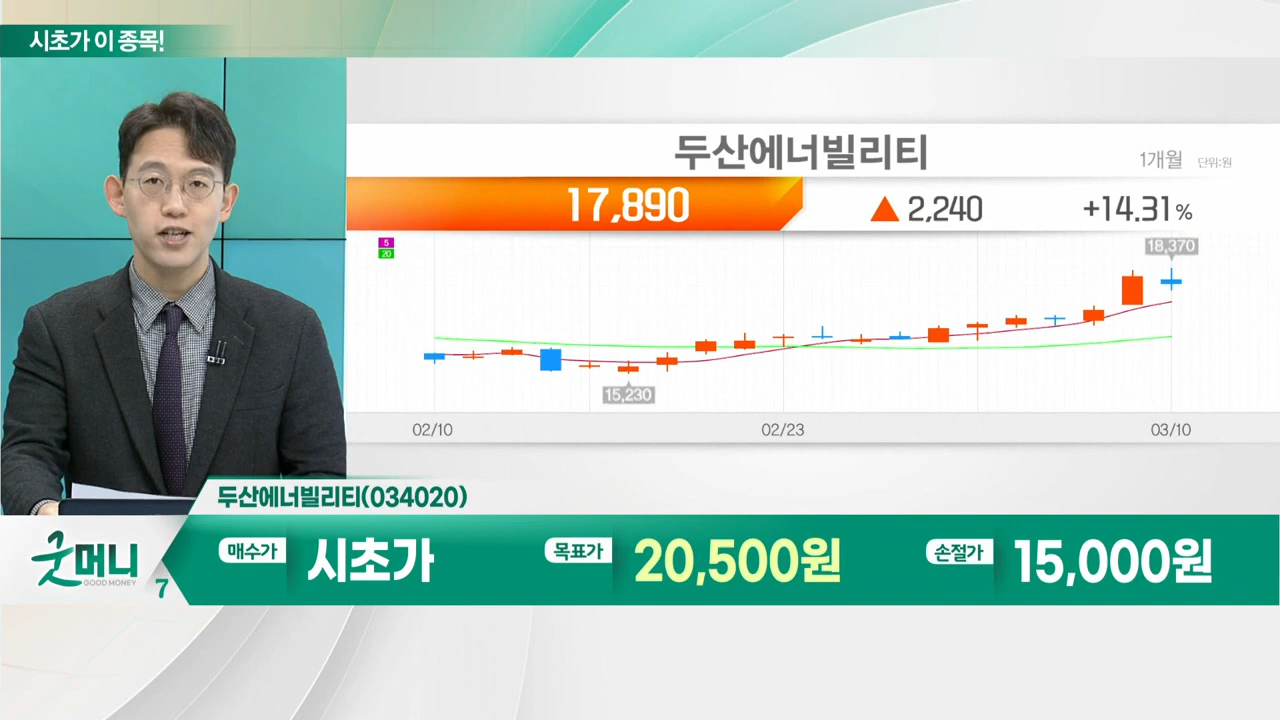 시초가 이 종목!
두산에너빌리티
1개월 단위:원
17,890 ▲ 2,240 +14.31%
5
20
18,370
15,230
02/10 02/23 03/10
두산에너빌리티(034020)
굿머니
GOOD MONEY
7
매수가 시초가 목표가 20,500원 손절가 15,000원